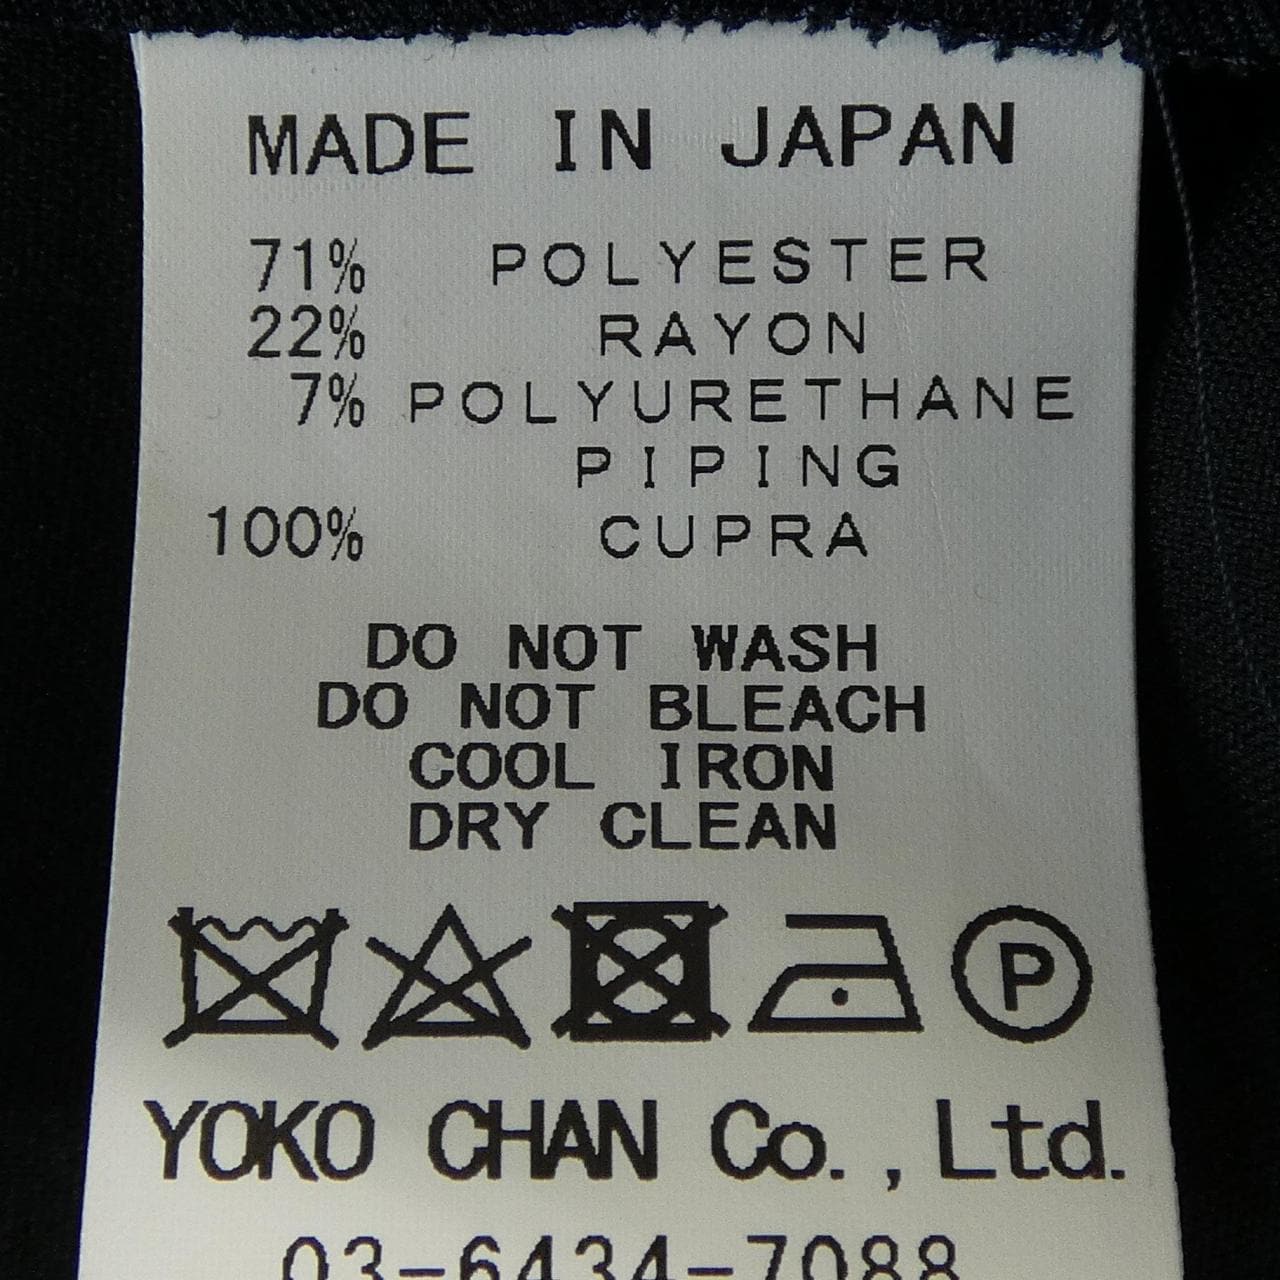 MADE IN JAPAN
71% POLYESTER
22% RAYON
7% POLYURETHANE
PIPING
100% CUPRA
DO NOT WASH
DO NOT BLEACH
COOL IRON
DRY CLEAN
P
YOKO CHAN Co.,Ltd.
03-6434-7088